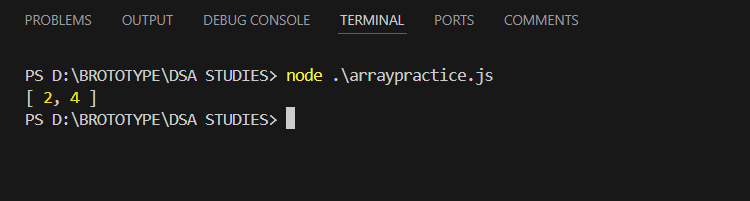 PROBLEMS OUTPUT DEBUG CONSOLE TERMINAL PORTS COMMENTS
PS D:\BROTOTYPE\DSA STUDIES> node .\arraypractice.js
[ 2, 4 ]
PS D:\BROTOTYPE\DSA STUDIES>